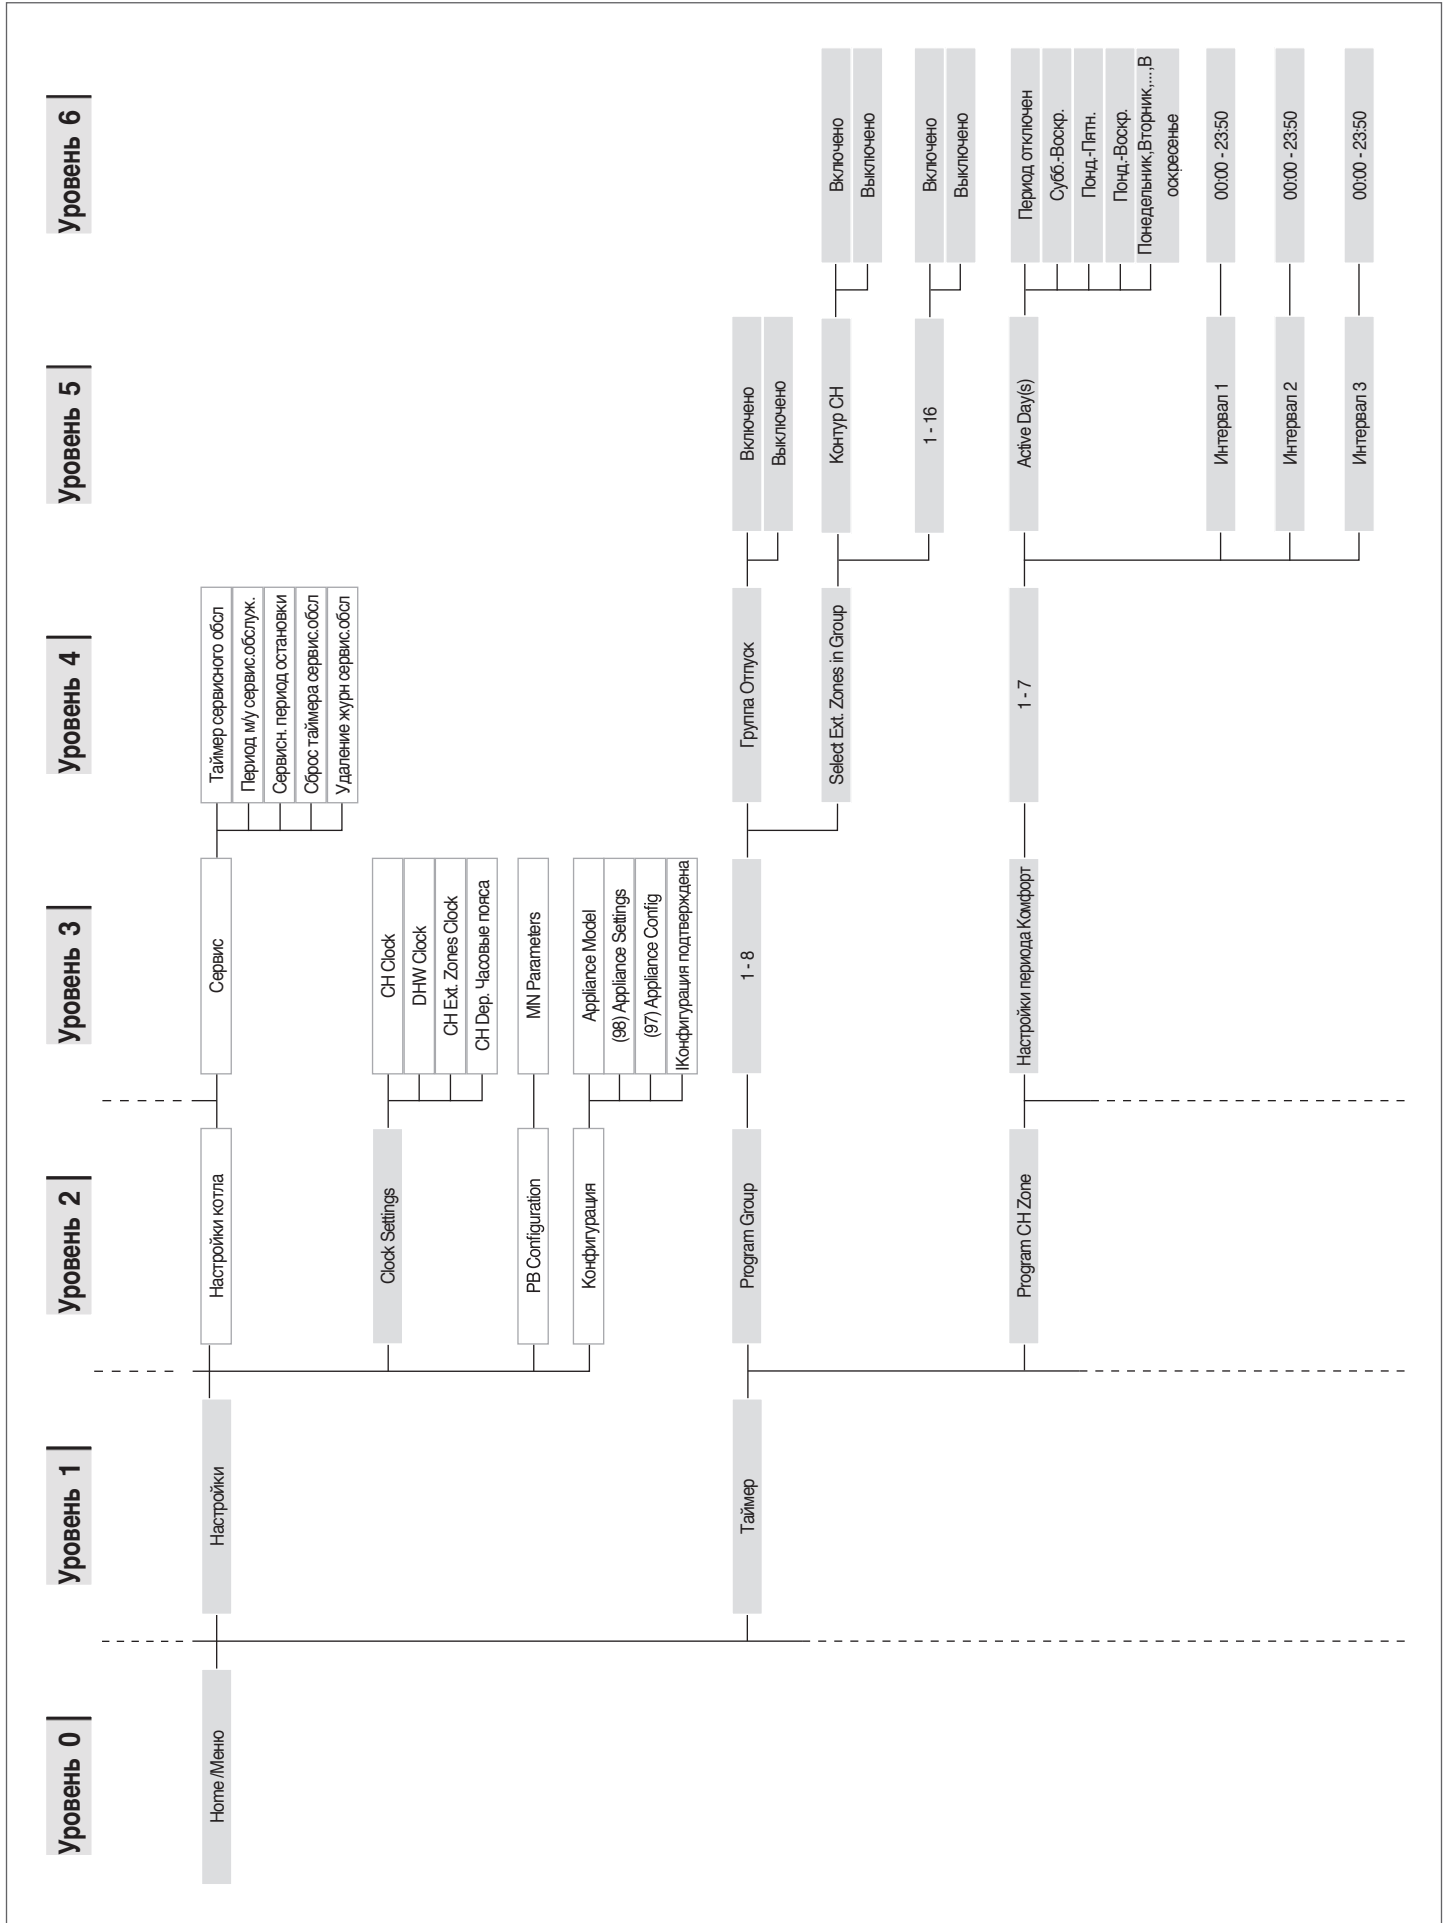 Уровень 0
Уровень 1
Уровень 2
Уровень 3
Уровень 4
Уровень 5
Уровень 6
Home /Меню
Настройки
Настройки котла
Сервис
Таймер сервисного обсл
Период м/у сервис.обслуж.
Сервисн. период остановки
Сброс таймера сервис.обсл
Удаление журн сервис.обсл
Clock Settings
CH Clock
DHW Clock
CH Ext. Zones Clock
CH Dep. Часовые пояса
PB Configuration
MN Parameters
Конфигурация
Appliance Model
(98) Appliance Settings
(97) Appliance Config
IКонфигурация подтверждена
Таймер
Program Group
1 - 8
Группа Отпуск
Включено
Выключено
Select Ext. Zones in Group
Контур CH
Включено
Выключено
1 - 16
Включено
Выключено
Program CH Zone
Настройки периода Комфорт
1 - 7
Active Day(s)
Период отключен
Субб.-Воскр.
Понд.-Пятн.
Понд.-Воскр.
Понедельник,Вторник,...,В
оскресенье
Интервал 1
00:00 - 23:50
Интервал 2
00:00 - 23:50
Интервал 3
00:00 - 23:50